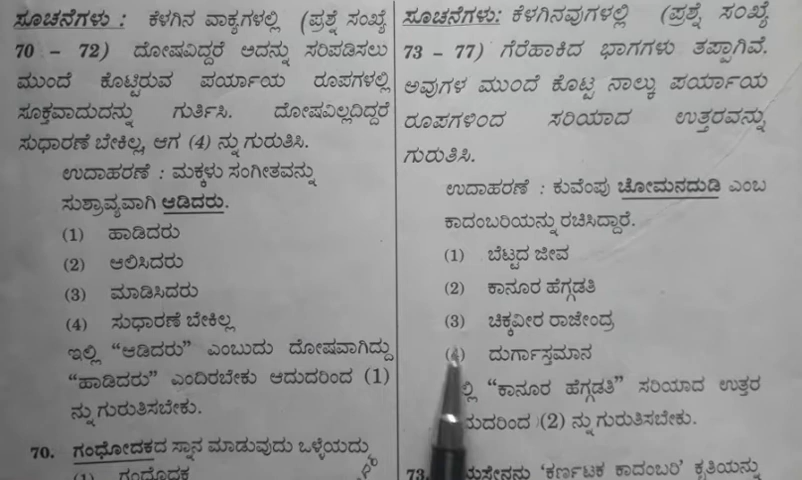 ಸೂಚನೆಗಳು : ಕೆಳಗಿನ ವಾಕ್ಯಗಳಲ್ಲಿ (ಪ್ರಶ್ನೆ ಸಂಖ್ಯೆ
70 – 72) ದೋಷವಿದ್ದರೆ ಅದನ್ನು ಸರಿಪಡಿಸಲು
ಮುಂದೆ ಕೊಟ್ಟಿರುವ ಪರ್ಯಾಯ ರೂಪಗಳಲ್ಲಿ
ಸೂಕ್ತವಾದುದನ್ನು ಗುರ್ತಿಸಿ. ದೋಷವಿಲ್ಲದಿದ್ದರೆ
ಸುಧಾರಣೆ ಬೇಕಿಲ್ಲ, ಆಗ (4) ನ್ನು ಗುರುತಿಸಿ.
ಉದಾಹರಣೆ : ಮಕ್ಕಳು ಸಂಗೀತವನ್ನು
ಸುಶ್ರಾವ್ಯವಾಗಿ ಆಡಿದರು.
(1) ಹಾಡಿದರು
(2) ಆಲಿಸಿದರು
(3) ಮಾಡಿಸಿದರು
(4) ಸುಧಾರಣೆ ಬೇಕಿಲ್ಲ
ಇಲ್ಲಿ “ಆಡಿದರು” ಎಂಬುದು ದೋಷವಾಗಿದ್ದು
“ಹಾಡಿದರು” ಎಂದಿರಬೇಕು ಆದುದರಿಂದ (1)
ನ್ನು ಗುರುತಿಸಬೇಕು.
70. ಗಂಧೋದಕದ ಸ್ನಾನ ಮಾಡುವುದು ಒಳ್ಳೆಯದು
(1) ಗಂದೊದಕ
ಸೂಚನೆಗಳು: ಕೆಳಗಿನವುಗಳಲ್ಲಿ (ಪ್ರಶ್ನೆ ಸಂಖ್ಯೆ
73 – 77) ಗೆರೆಹಾಕಿದ ಭಾಗಗಳು ತಪ್ಪಾಗಿವೆ.
ಅವುಗಳ ಮುಂದೆ ಕೊಟ್ಟ ನಾಲ್ಕು ಪರ್ಯಾಯ
ರೂಪಗಳಿಂದ ಸರಿಯಾದ ಉತ್ತರವನ್ನು
ಗುರುತಿಸಿ.
ಉದಾಹರಣೆ : ಕುವೆಂಪು ಚೋಮನದುಡಿ ಎಂಬ
ಕಾದಂಬರಿಯನ್ನು ರಚಿಸಿದ್ದಾರೆ.
(1) ಬೆಟ್ಟದ ಜೀವ
(2) ಕಾನೂರ ಹೆಗ್ಗಡತಿ
(3) ಚಿಕ್ಕವೀರ ರಾಜೇಂದ್ರ
(4) ದುರ್ಗಾಸ್ತಮಾನ
“ಕಾನೂರ ಹೆಗ್ಗಡತಿ” ಸರಿಯಾದ ಉತ್ತರ
(2) ನ್ನು ಗುರುತಿಸಬೇಕು.
73. ‘ಕರ್ಣಾಟಕ ಕಾದಂಬರಿ’ ಕೃತಿಯನ್ನು